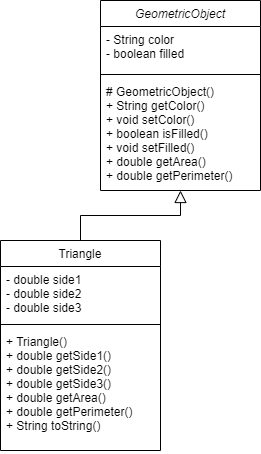 GeometricObject
- String color
- boolean filled
# GeometricObject()
+ String getColor()
+ void setColor()
+ boolean isFilled()
+ void setFilled()
+ double getArea()
+ double getPerimeter()
Triangle
- double side1
- double side2
- double side3
+ Triangle()
+ double getSide1()
+ double getSide2()
+ double getSide3()
+ double getArea()
+ double getPerimeter()
+ String toString()